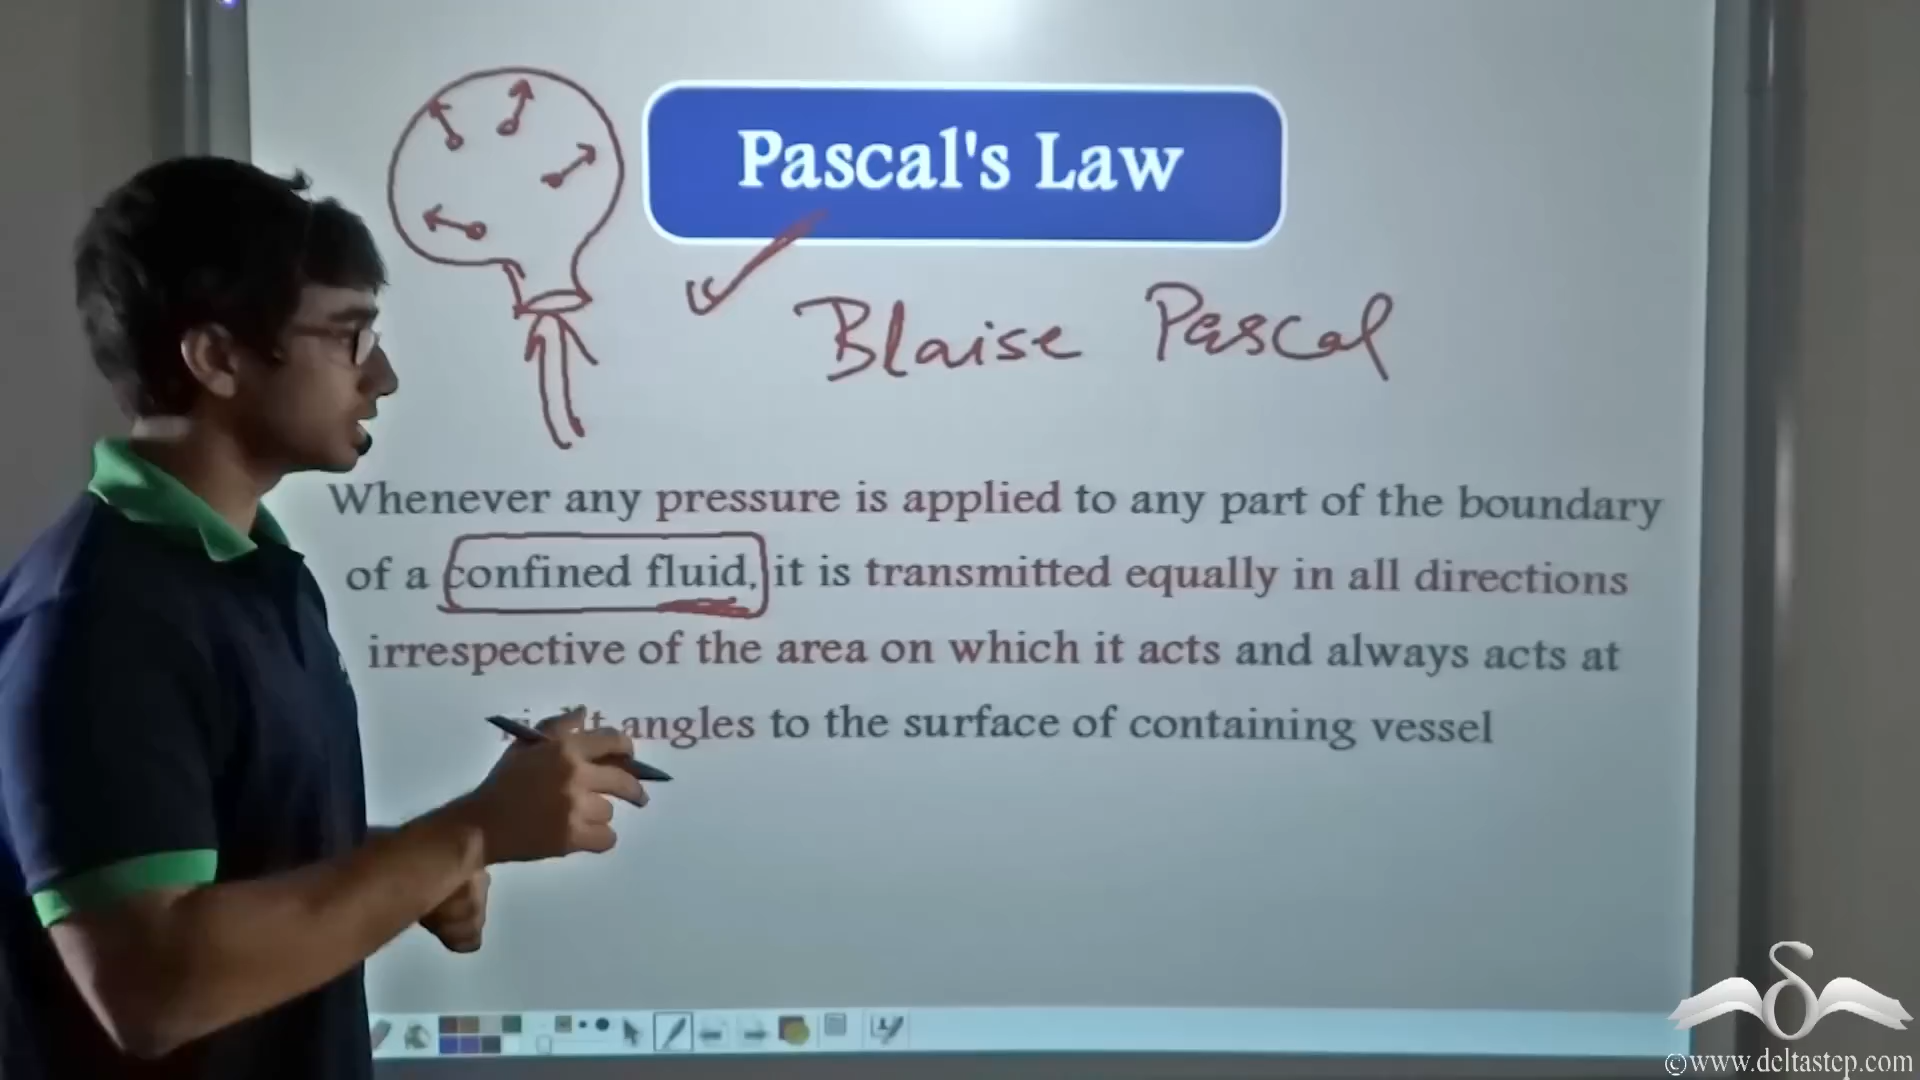 Pascal's Law
Blaise Pascal
Whenever any pressure is applied to any part of the boundary
of a confined fluid, it is transmitted equally in all directions
irrespective of the area on which it acts and always acts at
angles to the surface of containing vessel
©www.deltastep.com